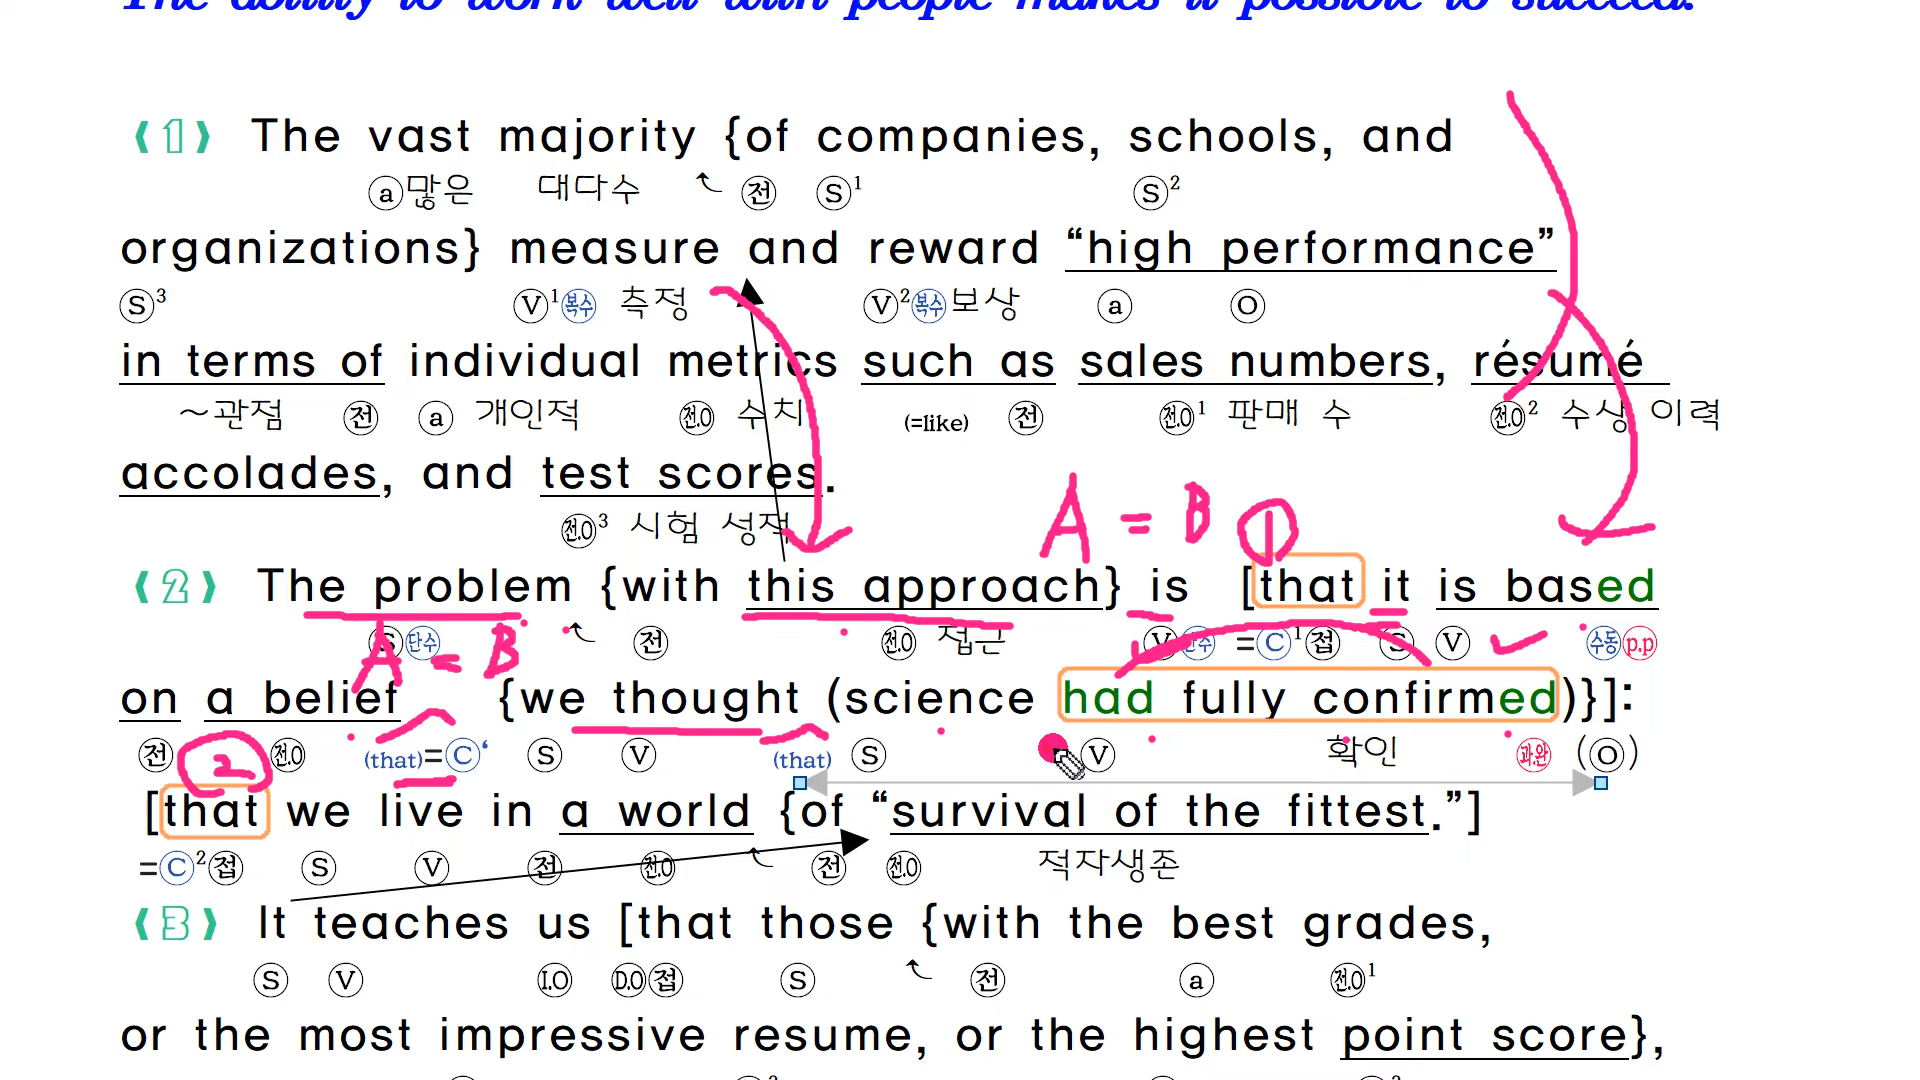 The ability to work well with people makes it possible to succeed.
❰1❱ The vast majority {of companies, schools, and
ⓐ많은 대다수 전 S1 S2
organizations} measure and reward “high performance”
S3 V1복수 측정 V2복수보상 ⓐ O
in terms of individual metrics such as sales numbers, résumé
~관점 전 ⓐ 개인적 전.O 수치 (=like) 전 전.O1 판매 수 전.O2 수상 이력
accolades, and test scores.
전.O3 시험 성적
A = B ①
❰2❱ The problem {with this approach} is [that it is based
S단수 전 전.O 접근 V단수 =C1접 S V 수동p.p
A = B
on a belief {we thought (science had fully confirmed)}]:
전 전.O (that)=C‘ S V (that) S V 확인 과.완 (O)
②
[that we live in a world {of “survival of the fittest.”]
=C2접 S V 전 전.O 전 전.O 적자생존
❰3❱ It teaches us [that those {with the best grades,
S V I.O D.O접 S 전 ⓐ 전.O1
or the most impressive resume, or the highest point score},